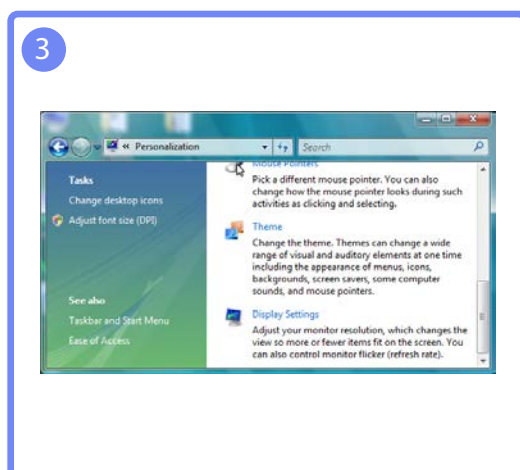 3
« Personalization
Search
Tasks
Change desktop icons
Adjust font size (DPI)
See also
Taskbar and Start Menu
Ease of Access
Mouse Pointers
Pick a different mouse pointer. You can also
change how the mouse pointer looks during such
activities as clicking and selecting.
Theme
Change the theme. Themes can change a wide
range of visual and auditory elements at one time
including the appearance of menus, icons,
backgrounds, screen savers, some computer
sounds, and mouse pointers.
Display Settings
Adjust your monitor resolution, which changes the
view so more or fewer items fit on the screen. You
can also control monitor flicker (refresh rate).